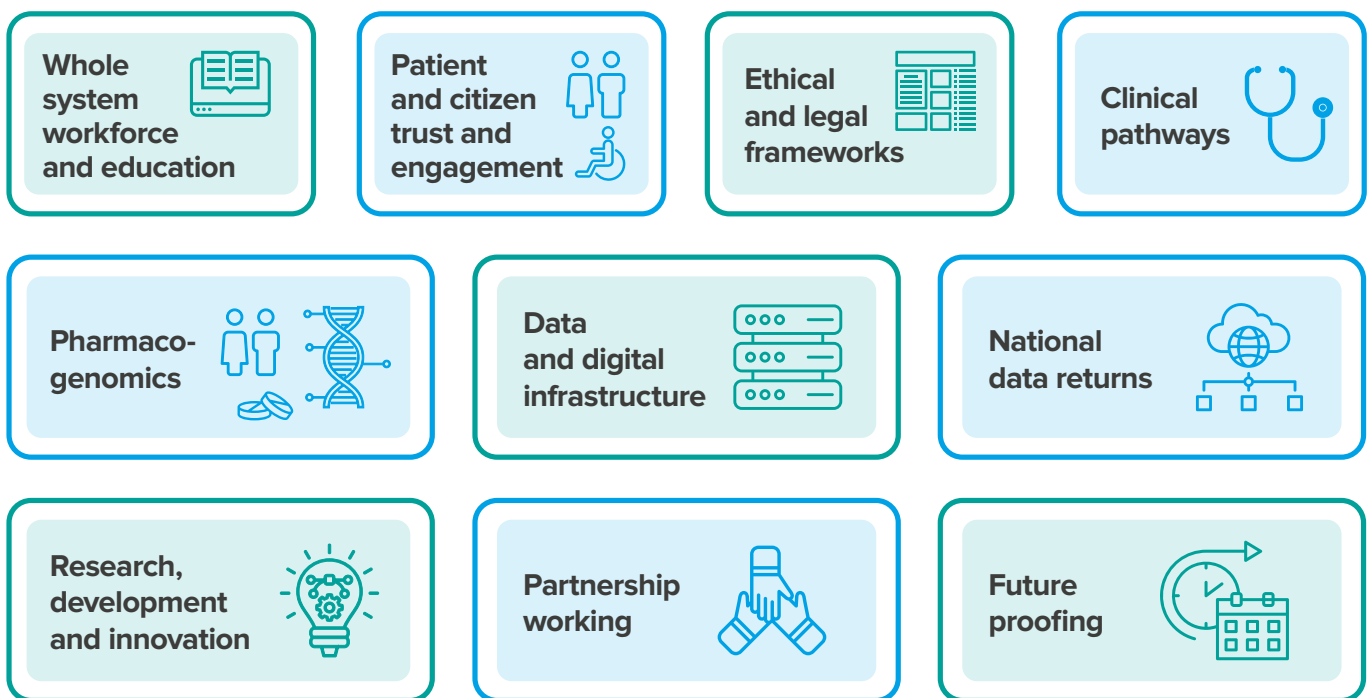 Whole
system
workforce
and education
Patient
and citizen
trust and
engagement
Ethical
and legal
frameworks
Clinical
pathways
Pharmaco-
genomics
Data
and digital
infrastructure
National
data returns
Research,
development
and innovation
Partnership
working
Future
proofing